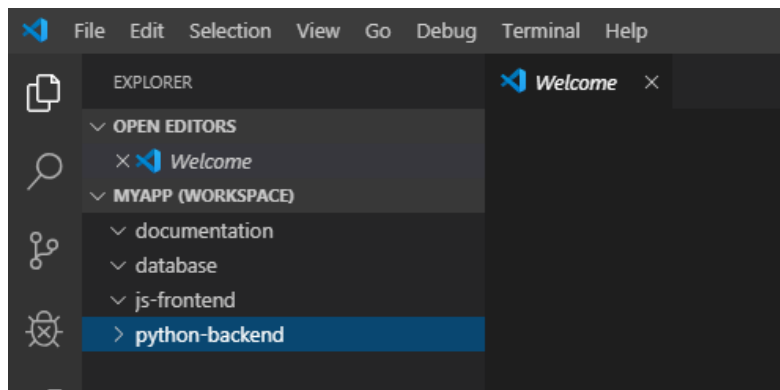 File Edit Selection View Go Debug Terminal Help
EXPLORER
OPEN EDITORS
Welcome
MYAPP (WORKSPACE)
documentation
database
js-frontend
python-backend
Welcome